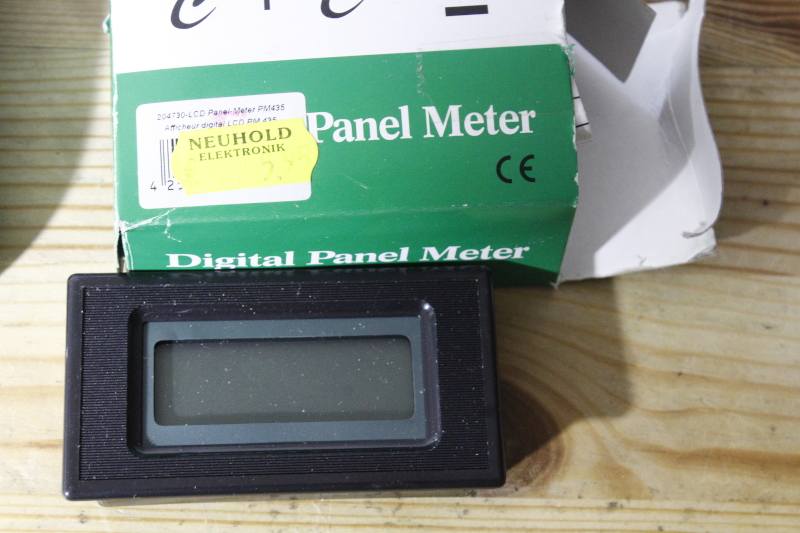 204730-LCD Panel-Meter PM435
Afficheur digital LCD PM 435
NEUHOLD
ELEKTRONIK
Panel Meter
CE
Digital Panel Meter